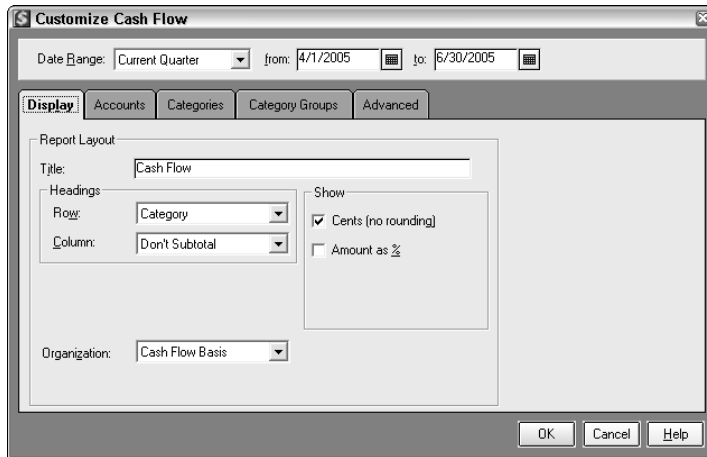 Customize Cash Flow
Date Range: Current Quarter from: 4/1/2005 to: 6/30/2005
Display Accounts Categories Category Groups Advanced
Report Layout
Title: Cash Flow
Headings
Row: Category
Column: Don't Subtotal
Show
Cents (no rounding)
Amount as %
Organization: Cash Flow Basis
OK Cancel Help